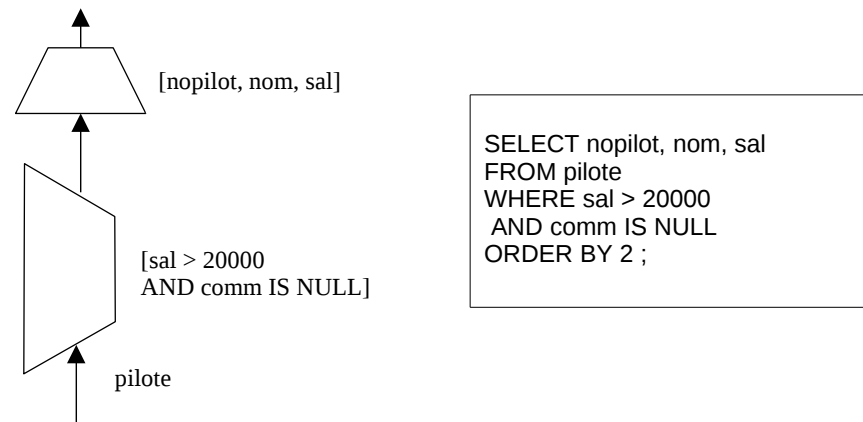 [nopilot, nom, sal]
[sal > 20000
AND comm IS NULL]
pilote
SELECT nopilot, nom, sal
FROM pilote
WHERE sal > 20000
AND comm IS NULL
ORDER BY 2 ;